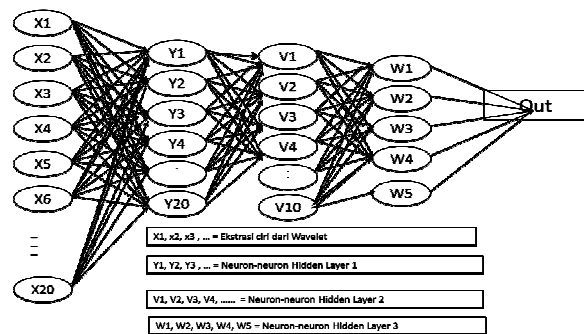 X1
X2
X3
X4
X5
X6
X20
Y1
Y2
Y3
Y4
.
Y20
V1
V2
V3
V4
:
V10
W1
W2
W3
W4
W5
Out
X1, x2, x3 , ... = Ekstrasi ciri dari Wavelet
Y1, Y2, Y3 , ... = Neuron-neuron Hidden Layer 1
V1, V2, V3, V4, ...... = Neuron-neuron Hidden Layer 2
W1, W2, W3, W4, W5 = Neuron-neuron Hidden Layer 3